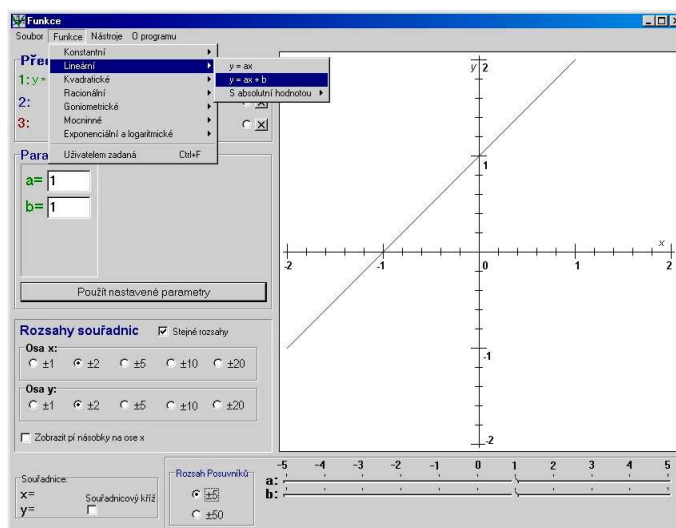 Funkce
Soubor Funkce Nástroje O programu
Konstantní
Lineární
Kvadratické
Racionální
Goniometrické
Mocninné
Exponenciální a logaritmické
Uživatelem zadaná Ctrl+F
y = ax
y = ax + b
S absolutní hodnotou
1: y =
2:
3:
a= 1
b= 1
Použít nastavené parametry
Rozsahy souřadnic Stejné rozsahy
Osa x:
±1 ±2 ±5 ±10 ±20
Osa y:
±1 ±2 ±5 ±10 ±20
Zobrazit pí násobky na ose x
Souřadnice:
x=
y=
Souřadnicový kříž
Rozsah Posuvníků
±5
±50
y 2
1
x
-2 -1 0 1 2
-1
-2
-5 -4 -3 -2 -1 0 1 2 3 4 5
a:
b: